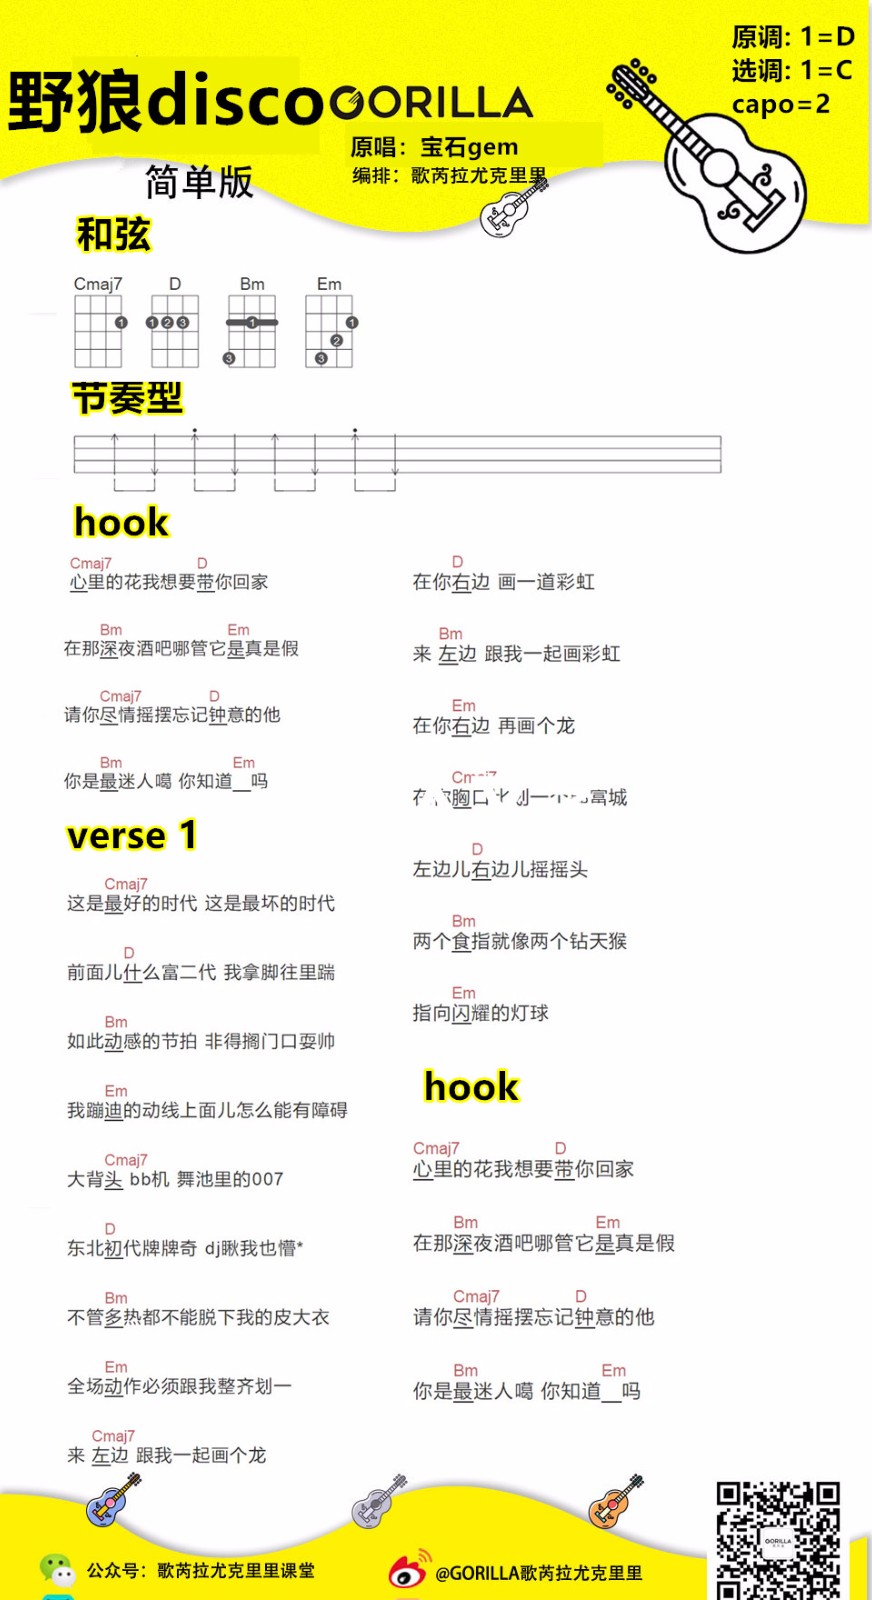 野狼disco
GORILLA
原调: 1=D
选调: 1=C
capo=2
原唱：宝石gem
编排：歌芮拉尤克里里
简单版
和弦
Cmaj7 D Bm Em
1 1 2 3 1 3 1 2 3
节奏型
hook
Cmaj7 D
心里的花我想要带你回家
Bm Em
在那深夜酒吧哪管它是真是假
Cmaj7 D
请你尽情摇摆忘记钟意的他
Bm Em
你是最迷人噶 你知道__吗
verse 1
Cmaj7
这是最好的时代 这是最坏的时代
D
前面儿什么富二代 我拿脚往里踹
Bm
如此动感的节拍 非得搁门口耍帅
Em
我蹦迪的动线上面儿怎么能有障碍
Cmaj7
大背头 bb机 舞池里的007
D
东北初代牌牌奇 dj瞅我也懵*
Bm
不管多热都不能脱下我的皮大衣
Em
全场动作必须跟我整齐划一
Cmaj7
来 左边 跟我一起画个龙
D
在你右边 画一道彩虹
Bm
来 左边 跟我一起画彩虹
Em
在你右边 再画个龙
胸口 一 富城
D
左边儿右边儿摇摇头
Bm
两个食指就像两个钻天猴
Em
指向闪耀的灯球
hook
Cmaj7 D
心里的花我想要带你回家
Bm Em
在那深夜酒吧哪管它是真是假
Cmaj7 D
请你尽情摇摆忘记钟意的他
Bm Em
你是最迷人噶 你知道__吗
公众号：歌芮拉尤克里里课堂
@GORILLA歌芮拉尤克里里
GORILLA